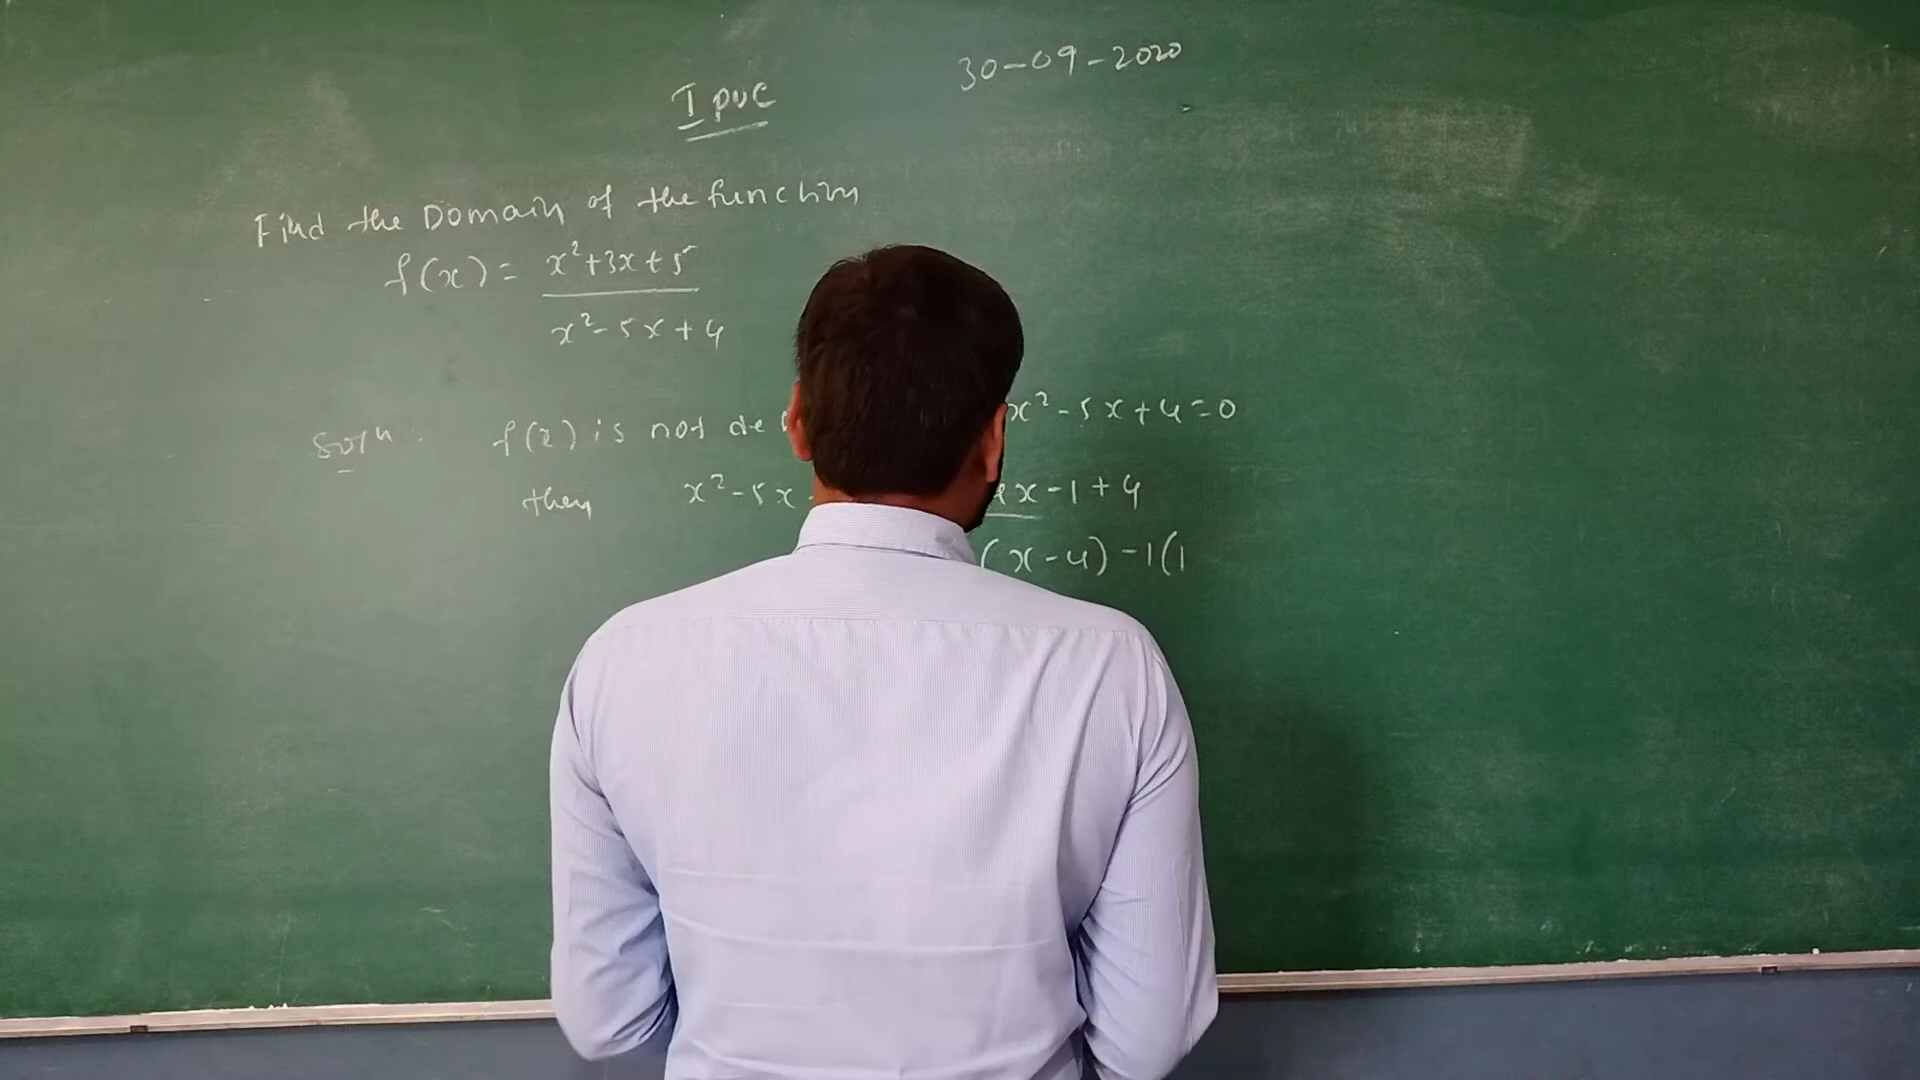 I PUC
30-09-2020
Find the Domain of the function
f(x) = x²+3x+5
x²-5x+4
Soln: f(x) is not de x²-5x+4=0
then x²-5x x-1+4
(x-4)-1(1